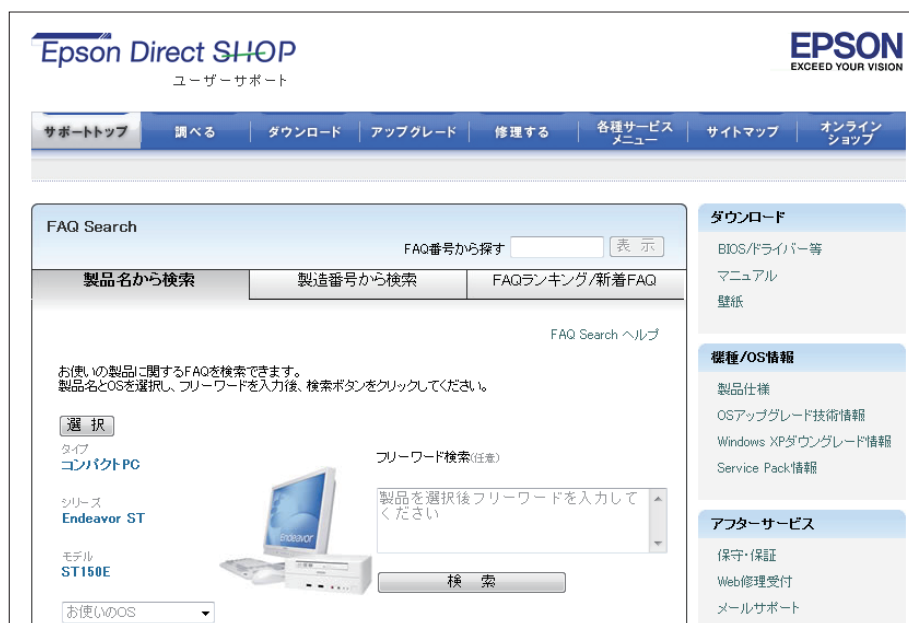 Epson Direct SHOP
ユーザーサポート
EPSON
EXCEED YOUR VISION
サポートトップ
調べる
ダウンロード
アップグレード
修理する
各種サービス
メニュー
サイトマップ
オンライン
ショップ
FAQ Search
FAQ番号から探す
表 示
製品名から検索
製造番号から検索
FAQランキング/新着FAQ
FAQ Search ヘルプ
お使いの製品に関するFAQを検索できます。
製品名とOSを選択し、フリーワードを入力後、検索ボタンをクリックしてください。
選 択
タイプ
コンパクトPC
シリーズ
Endeavor ST
モデル
ST150E
お使いのOS
Endeavor
フリーワード検索(任意)
製品を選択後フリーワードを入力して
ください
検 索
ダウンロード
BIOS/ドライバー等
マニュアル
壁紙
機種/OS情報
製品仕様
OSアップグレード技術情報
Windows XPダウングレード情報
Service Pack情報
アフターサービス
保守・保証
Web修理受付
メールサポート